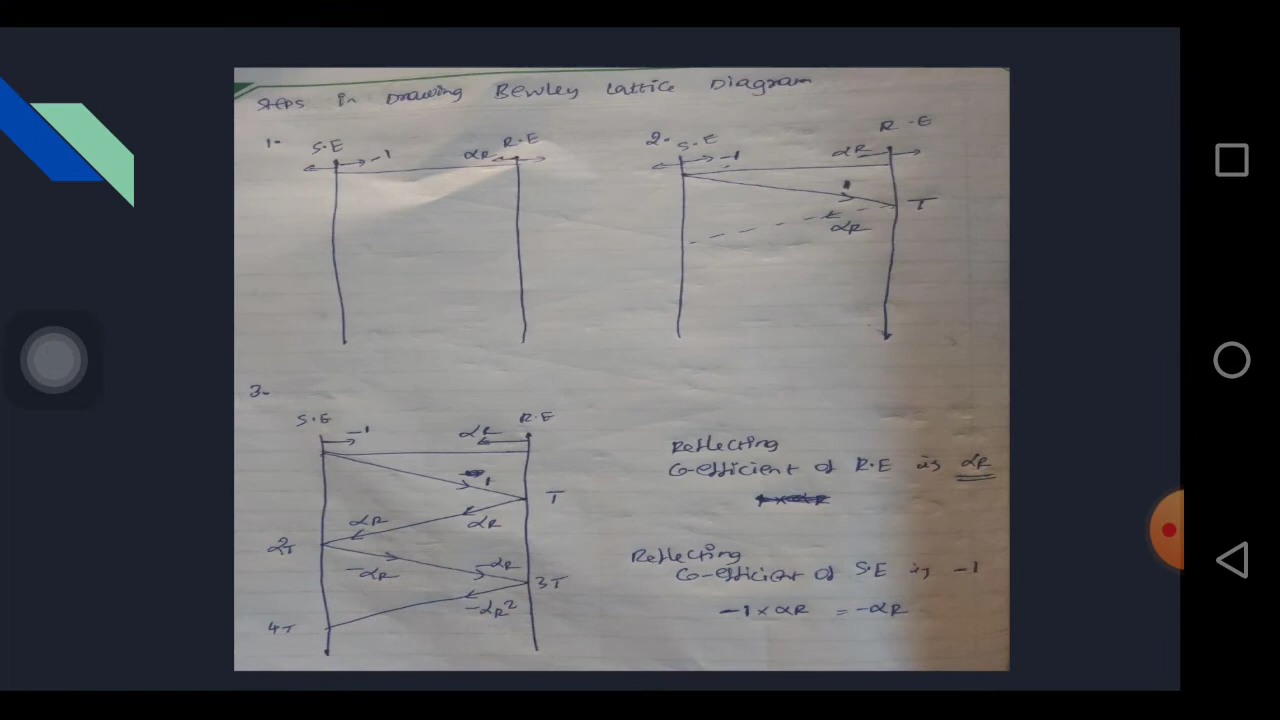 Steps in Drawing Bewley Lattice Diagram
1.
S.E
-1
αR
R.E
2.
S.E
-1
αR
R.E
1
T
αR
3.
S.E
-1
αR
R.E
1
T
αR
αR
2T
-αR
-αR
3T
-αR²
4T
Reflecting
Co-efficient of R.E is αR
Reflecting
Co-efficient of S.E is -1
-1 × αR = -αR